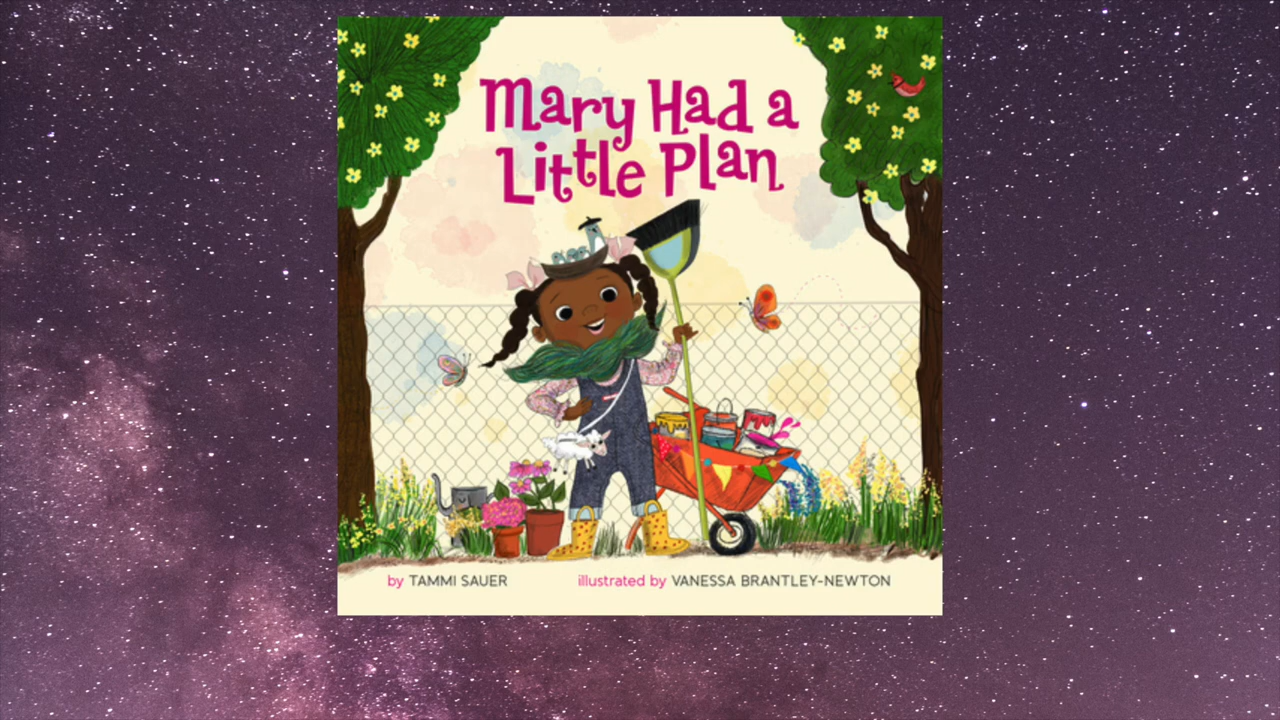 Mary Had a
Little Plan
by TAMMI SAUER
illustrated by VANESSA BRANTLEY-NEWTON